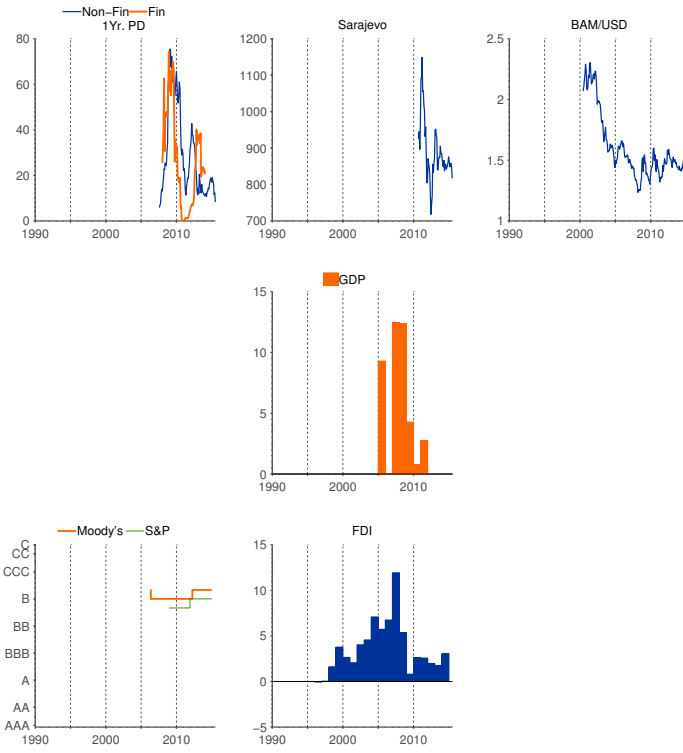 Non−Fin Fin
1Yr. PD
80
60
40
20
0
1990 2000 2010
Sarajevo
1200
1100
1000
900
800
700
1990 2000 2010
BAM/USD
2.5
2
1.5
1
1990 2000 2010
GDP
15
10
5
0
1990 2000 2010
Moody's S&P
C
CC
CCC
B
BB
BBB
A
AA
AAA
1990 2000 2010
FDI
15
10
5
0
−5
1990 2000 2010